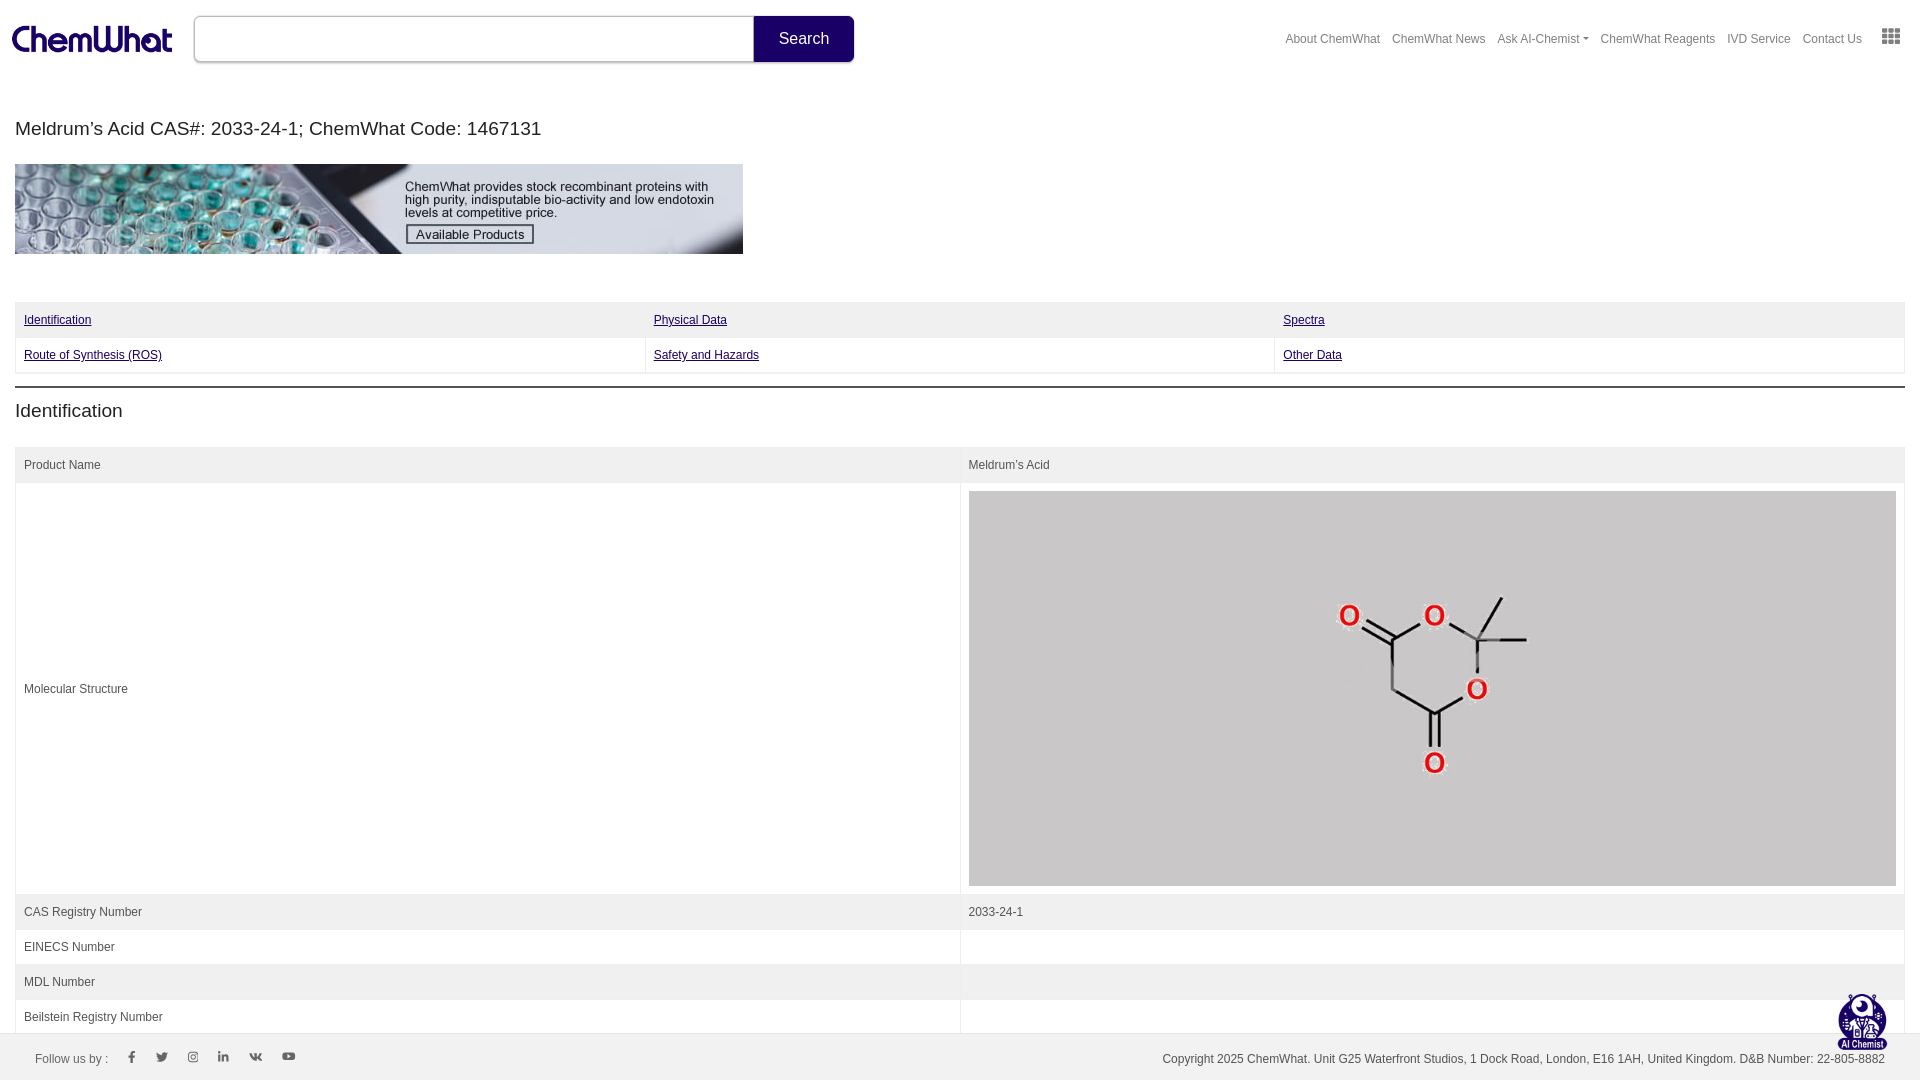 ChemWhat
Search
About ChemWhat
ChemWhat News
Ask AI-Chemist
ChemWhat Reagents
IVD Service
Contact Us
Meldrum’s Acid CAS#: 2033-24-1; ChemWhat Code: 1467131
ChemWhat provides stock recombinant proteins with
high purity, indisputable bio-activity and low endotoxin
levels at competitive price.
Available Products
Identification
Physical Data
Spectra
Route of Synthesis (ROS)
Safety and Hazards
Other Data
Identification
Product Name
Meldrum’s Acid
Molecular Structure
O
O
O
O
CAS Registry Number
2033-24-1
EINECS Number
MDL Number
Beilstein Registry Number
AI Chemist
Follow us by :
Copyright 2025 ChemWhat. Unit G25 Waterfront Studios, 1 Dock Road, London, E16 1AH, United Kingdom. D&B Number: 22-805-8882